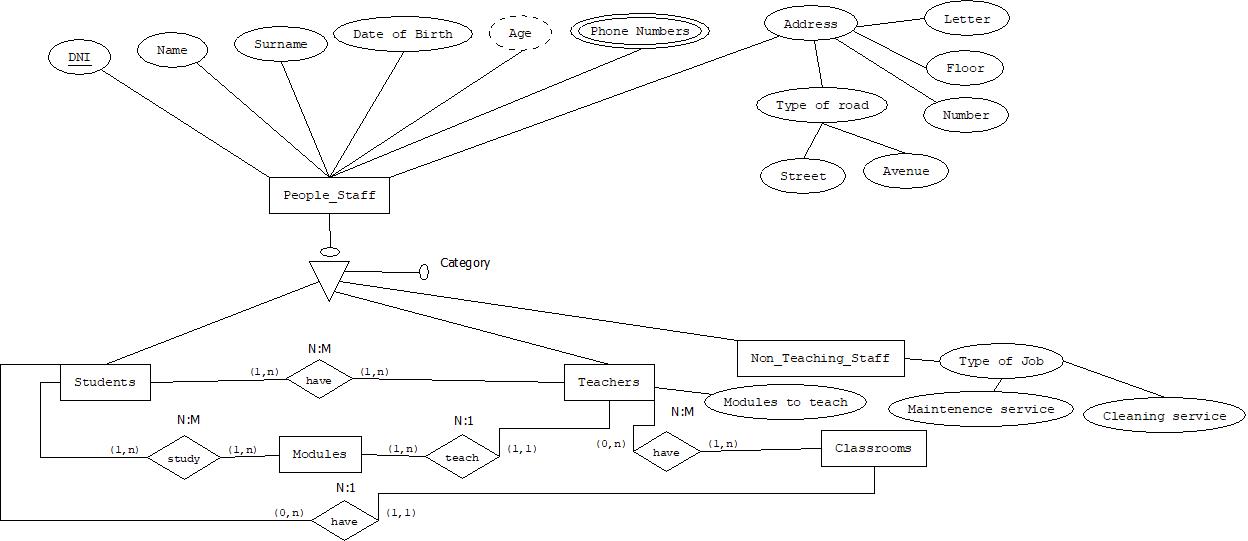 DNI
Name
Surname
Date of Birth
Age
Phone Numbers
Address
Letter
Floor
Type of road
Number
Street
Avenue
People_Staff
Category
N:M
Students
(1,n)
have
(1,n)
Teachers
Non_Teaching_Staff
Type of Job
Modules to teach
Maintenence service
Cleaning service
N:M
N:1
N:M
(1,n)
study
(1,n)
Modules
(1,n)
teach
(1,1)
(0,n)
have
(1,n)
Classrooms
N:1
(0,n)
have
(1,1)